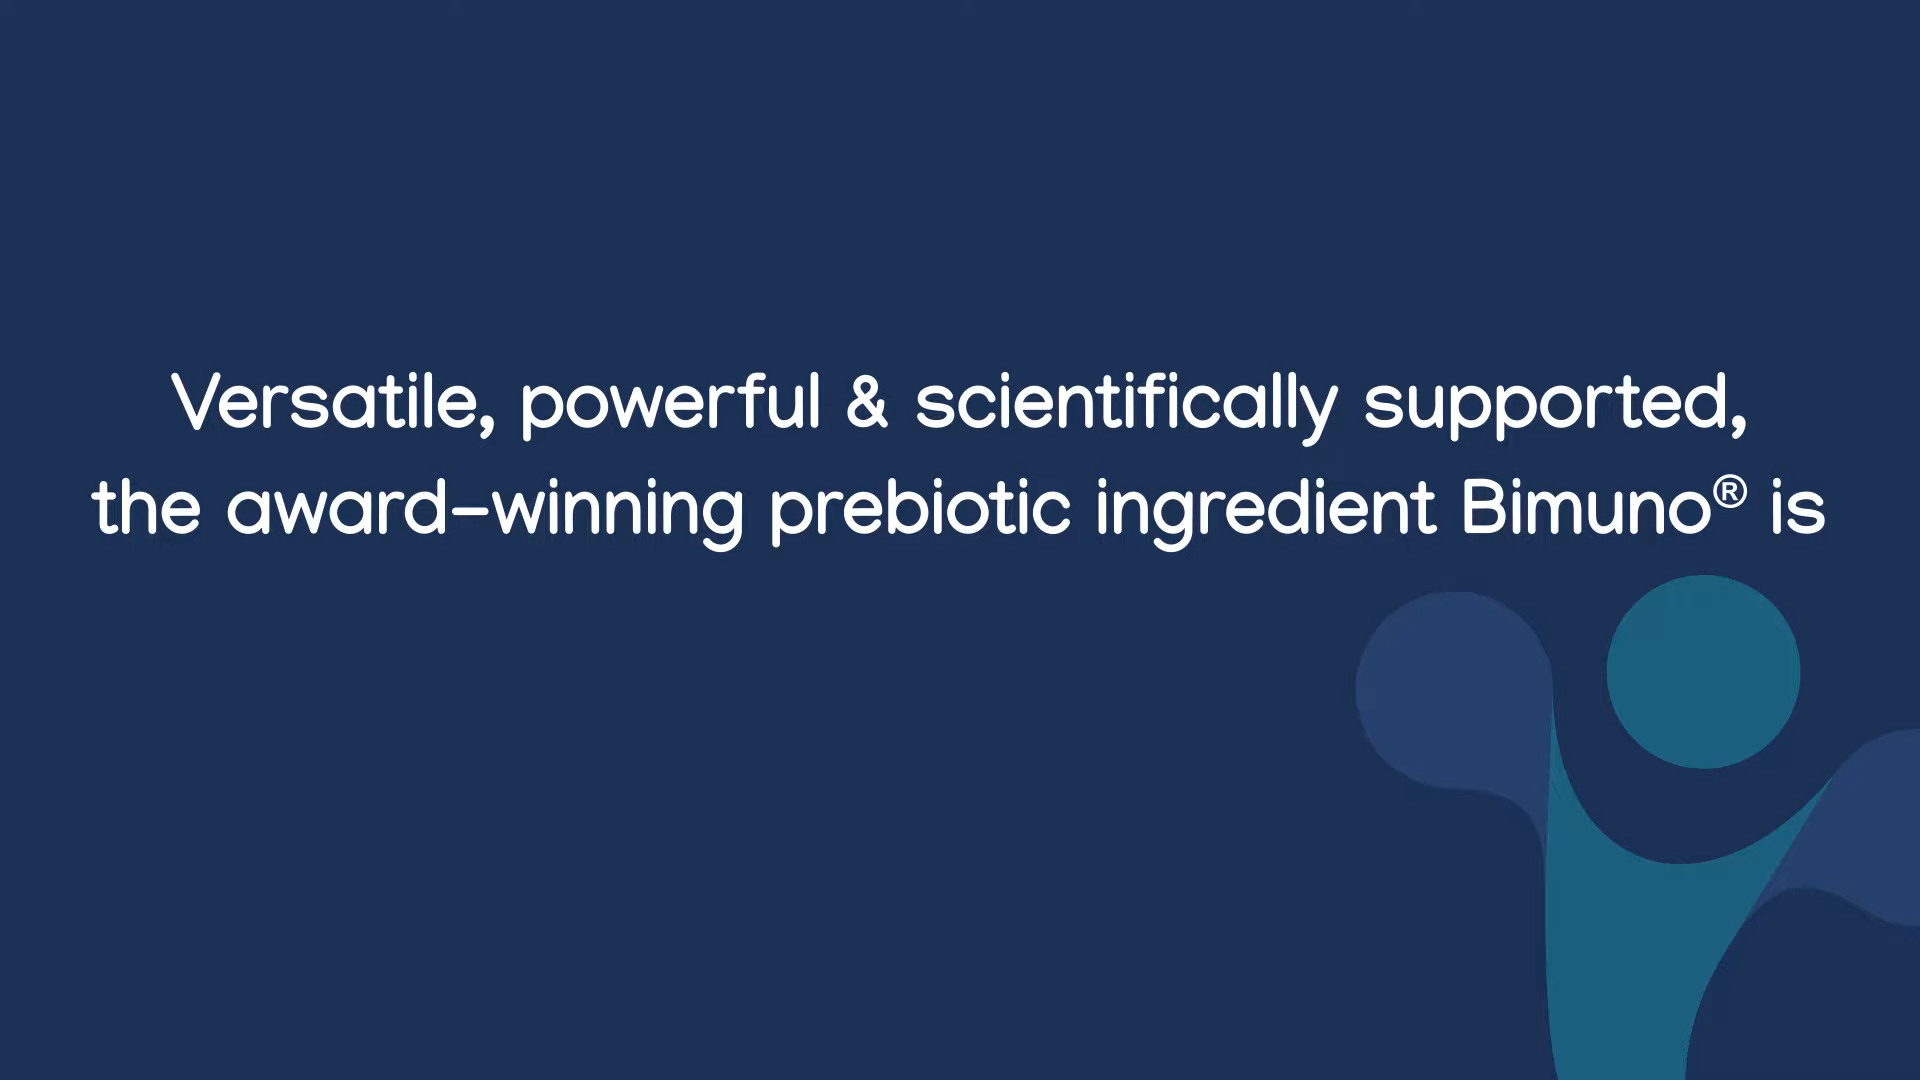 Versatile, powerful & scientifically supported,
the award-winning prebiotic ingredient Bimuno® is